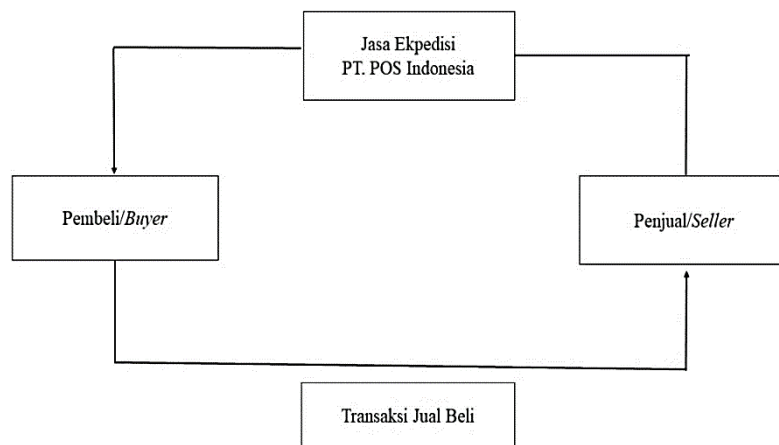 Jasa Ekpedisi
PT. POS Indonesia
Pembeli/Buyer
Penjual/Seller
Transaksi Jual Beli